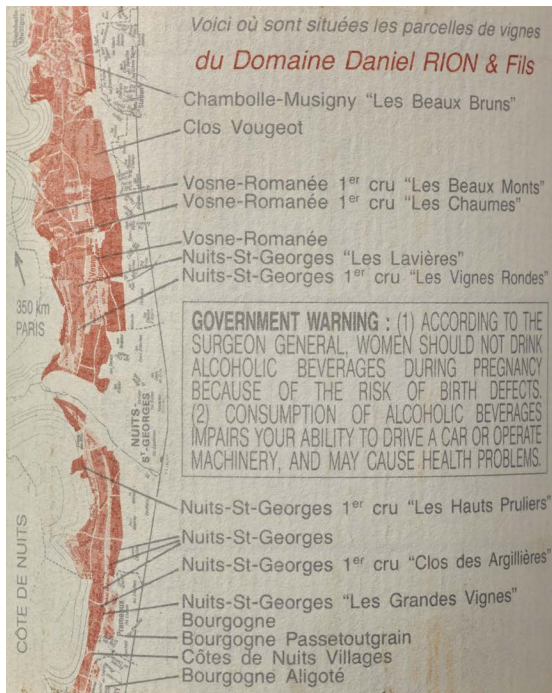 Voici où sont situées les parcelles de vignes
du Domaine Daniel RION & Fils
Chambolle-Musigny "Les Beaux Bruns"
Clos Vougeot
Vosne-Romanée 1er cru "Les Beaux Monts"
Vosne-Romanée 1er cru "Les Chaumes"
Vosne-Romanée
Nuits-St-Georges "Les Lavières"
Nuits-St-Georges 1er cru "Les Vignes Rondes"
350 km
PARIS
GOVERNMENT WARNING : (1) ACCORDING TO THE
SURGEON GENERAL, WOMEN SHOULD NOT DRINK
ALCOHOLIC BEVERAGES DURING PREGNANCY
BECAUSE OF THE RISK OF BIRTH DEFECTS.
(2) CONSUMPTION OF ALCOHOLIC BEVERAGES
IMPAIRS YOUR ABILITY TO DRIVE A CAR OR OPERATE
MACHINERY, AND MAY CAUSE HEALTH PROBLEMS.
NUITS-
ST-GEORGES
Nuits-St-Georges 1er cru "Les Hauts Pruliers"
Nuits-St-Georges
Nuits-St-Georges 1er cru "Clos des Argillières"
Nuits-St-Georges "Les Grandes Vignes"
Bourgogne
Bourgogne Passetoutgrain
Côtes de Nuits Villages
Bourgogne Aligoté
CÔTE DE NUITS
Chambolle
Musigny
Premeaux